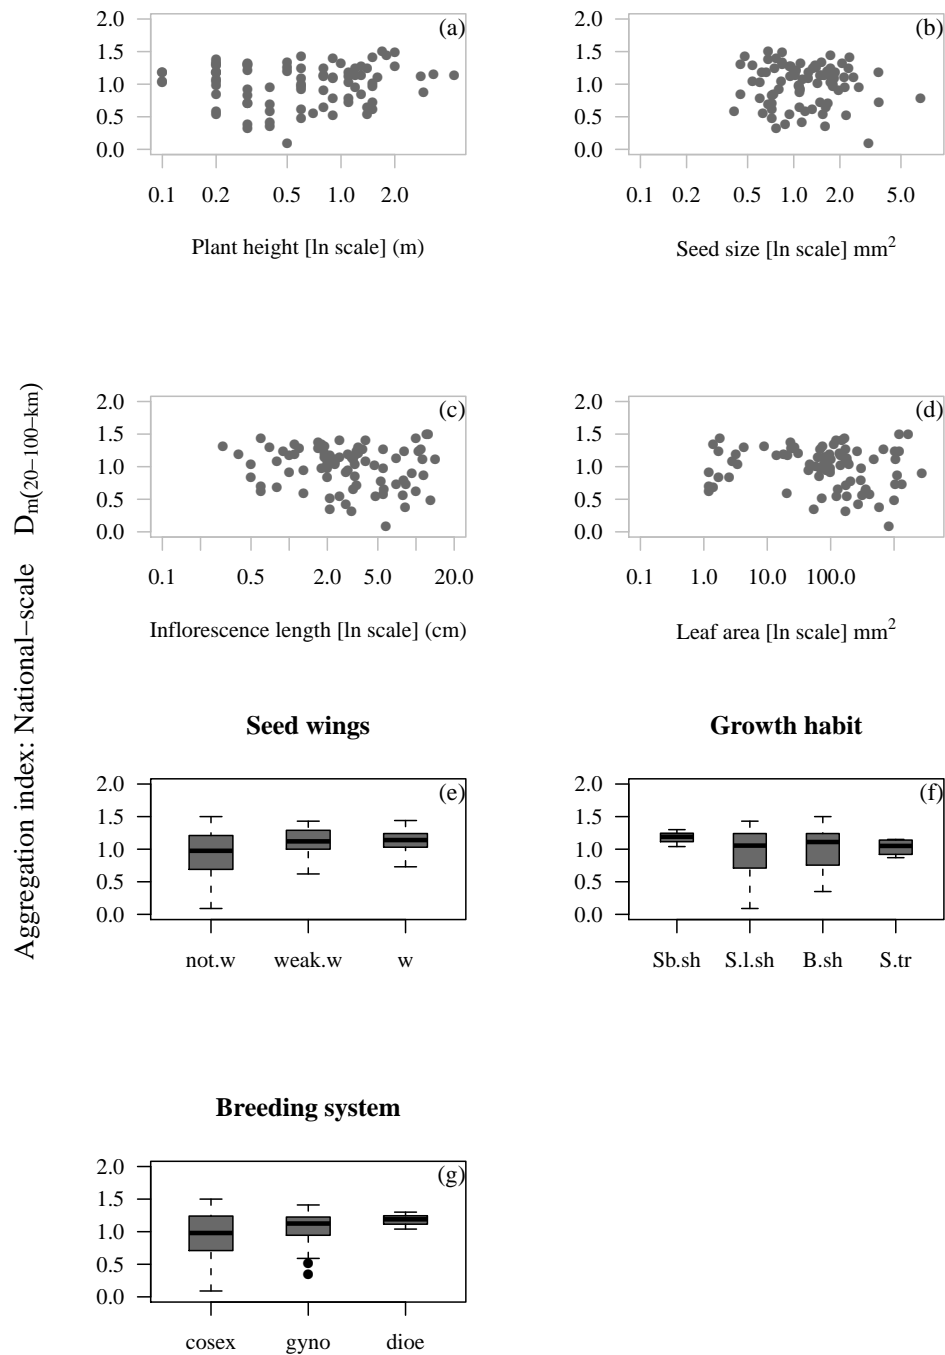 Aggregation index: National−scale D_m(20−100−km)
(a)
2.0
1.5
1.0
0.5
0.0
0.1 0.2 0.5 1.0 2.0
Plant height [ln scale] (m)
(b)
2.0
1.5
1.0
0.5
0.0
0.1 0.2 0.5 1.0 2.0 5.0
Seed size [ln scale] mm²
(c)
2.0
1.5
1.0
0.5
0.0
0.1 0.5 2.0 5.0 20.0
Inflorescence length [ln scale] (cm)
(d)
2.0
1.5
1.0
0.5
0.0
0.1 1.0 10.0 100.0
Leaf area [ln scale] mm²
Seed wings
(e)
2.0
1.5
1.0
0.5
0.0
not.w weak.w w
Growth habit
(f)
2.0
1.5
1.0
0.5
0.0
Sb.sh S.l.sh B.sh S.tr
Breeding system
(g)
2.0
1.5
1.0
0.5
0.0
cosex gyno dioe